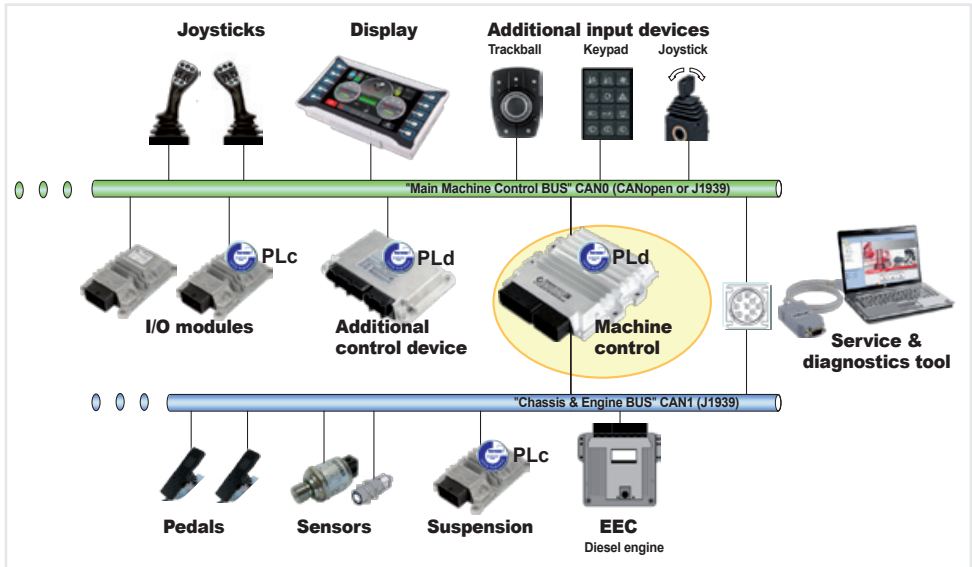 Joysticks
Display
Additional input devices
Trackball
Keypad
Joystick
"Main Machine Control BUS" CAN0 (CANopen or J1939)
PLc
PLd
PLd
I/O modules
Additional
control device
Machine
control
Service &
diagnostics tool
"Chassis & Engine BUS" CAN1 (J1939)
PLc
Pedals
Sensors
Suspension
EEC
Diesel engine